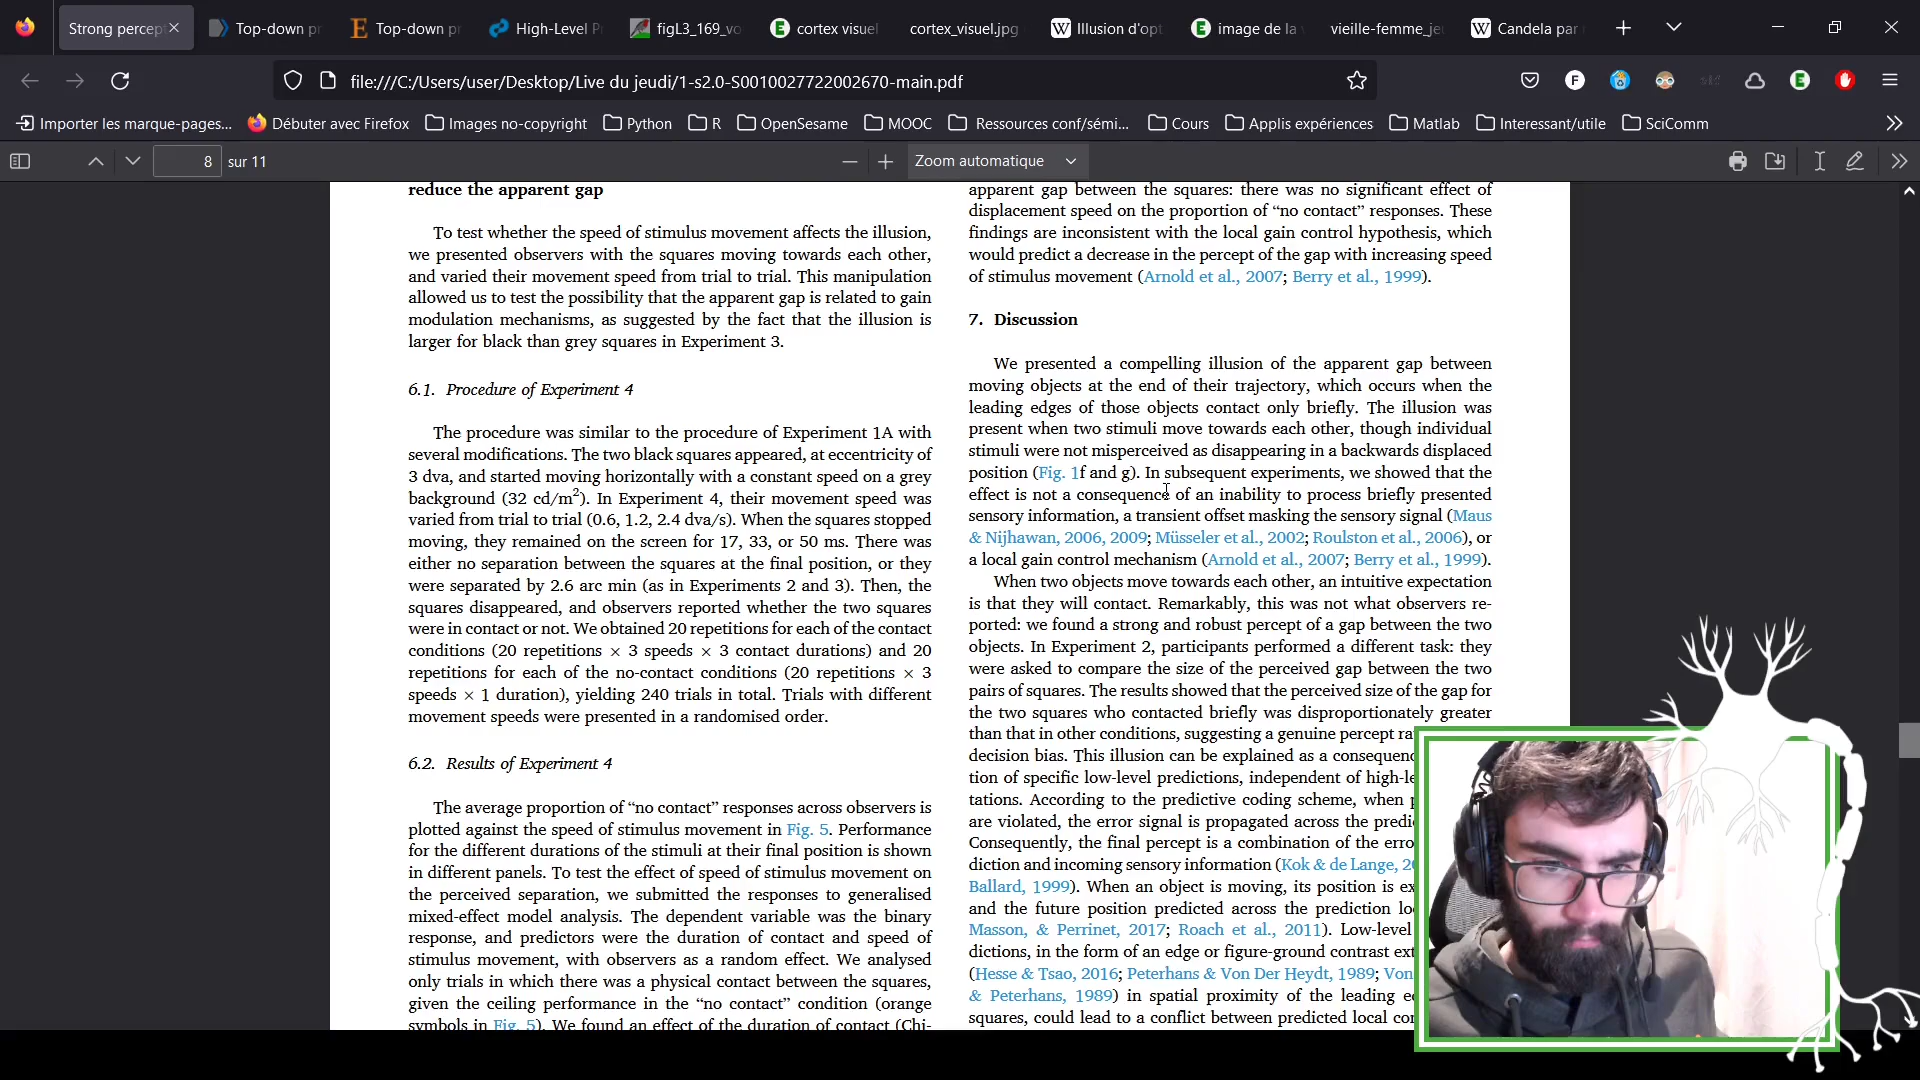 Strong percep
Top-down pr
Top-down pr
High-Level P
figL3_169_vo
cortex visuel
cortex_visuel.jpg
Illusion d'opt
image de la v
vieille-femme_je
Candela par
file:///C:/Users/user/Desktop/Live du jeudi/1-s2.0-S0010027722002670-main.pdf
Importer les marque-pages...
Débuter avec Firefox
Images no-copyright
Python
R
OpenSesame
MOOC
Ressources conf/sémi...
Cours
Applis expériences
Matlab
Interessant/utile
SciComm
8 sur 11
Zoom automatique
reduce the apparent gap
To test whether the speed of stimulus movement affects the illusion,
we presented observers with the squares moving towards each other,
and varied their movement speed from trial to trial. This manipulation
allowed us to test the possibility that the apparent gap is related to gain
modulation mechanisms, as suggested by the fact that the illusion is
larger for black than grey squares in Experiment 3.
6.1. Procedure of Experiment 4
The procedure was similar to the procedure of Experiment 1A with
several modifications. The two black squares appeared, at eccentricity of
3 dva, and started moving horizontally with a constant speed on a grey
background (32 cd/m²). In Experiment 4, their movement speed was
varied from trial to trial (0.6, 1.2, 2.4 dva/s). When the squares stopped
moving, they remained on the screen for 17, 33, or 50 ms. There was
either no separation between the squares at the final position, or they
were separated by 2.6 arc min (as in Experiments 2 and 3). Then, the
squares disappeared, and observers reported whether the two squares
were in contact or not. We obtained 20 repetitions for each of the contact
conditions (20 repetitions × 3 speeds × 3 contact durations) and 20
repetitions for each of the no-contact conditions (20 repetitions × 3
speeds × 1 duration), yielding 240 trials in total. Trials with different
movement speeds were presented in a randomised order.
6.2. Results of Experiment 4
The average proportion of “no contact” responses across observers is
plotted against the speed of stimulus movement in Fig. 5. Performance
for the different durations of the stimuli at their final position is shown
in different panels. To test the effect of speed of stimulus movement on
the perceived separation, we submitted the responses to generalised
mixed-effect model analysis. The dependent variable was the binary
response, and predictors were the duration of contact and speed of
stimulus movement, with observers as a random effect. We analysed
only trials in which there was a physical contact between the squares,
given the ceiling performance in the “no contact” condition (orange
symbols in Fig. 5). We found an effect of the duration of contact (Chi-
apparent gap between the squares: there was no significant effect of
displacement speed on the proportion of “no contact” responses. These
findings are inconsistent with the local gain control hypothesis, which
would predict a decrease in the percept of the gap with increasing speed
of stimulus movement (Arnold et al., 2007; Berry et al., 1999).
7. Discussion
We presented a compelling illusion of the apparent gap between
moving objects at the end of their trajectory, which occurs when the
leading edges of those objects contact only briefly. The illusion was
present when two stimuli move towards each other, though individual
stimuli were not misperceived as disappearing in a backwards displaced
position (Fig. 1f and g). In subsequent experiments, we showed that the
effect is not a consequence of an inability to process briefly presented
sensory information, a transient offset masking the sensory signal (Maus
& Nijhawan, 2006, 2009; Müsseler et al., 2002; Roulston et al., 2006), or
a local gain control mechanism (Arnold et al., 2007; Berry et al., 1999).
When two objects move towards each other, an intuitive expectation
is that they will contact. Remarkably, this was not what observers re-
ported: we found a strong and robust percept of a gap between the two
objects. In Experiment 2, participants performed a different task: they
were asked to compare the size of the perceived gap between the two
pairs of squares. The results showed that the perceived size of the gap for
the two squares who contacted briefly was disproportionately greater
than that in other conditions, suggesting a genuine percept ra
decision bias. This illusion can be explained as a consequenc
tion of specific low-level predictions, independent of high-le
tations. According to the predictive coding scheme, when p
are violated, the error signal is propagated across the predi
Consequently, the final percept is a combination of the erro
diction and incoming sensory information (Kok & de Lange, 20
Ballard, 1999). When an object is moving, its position is ex
and the future position predicted across the prediction lo
Masson, & Perrinet, 2017; Roach et al., 2011). Low-level
dictions, in the form of an edge or figure-ground contrast ext
(Hesse & Tsao, 2016; Peterhans & Von Der Heydt, 1989; Von
& Peterhans, 1989) in spatial proximity of the leading e
squares, could lead to a conflict between predicted local co